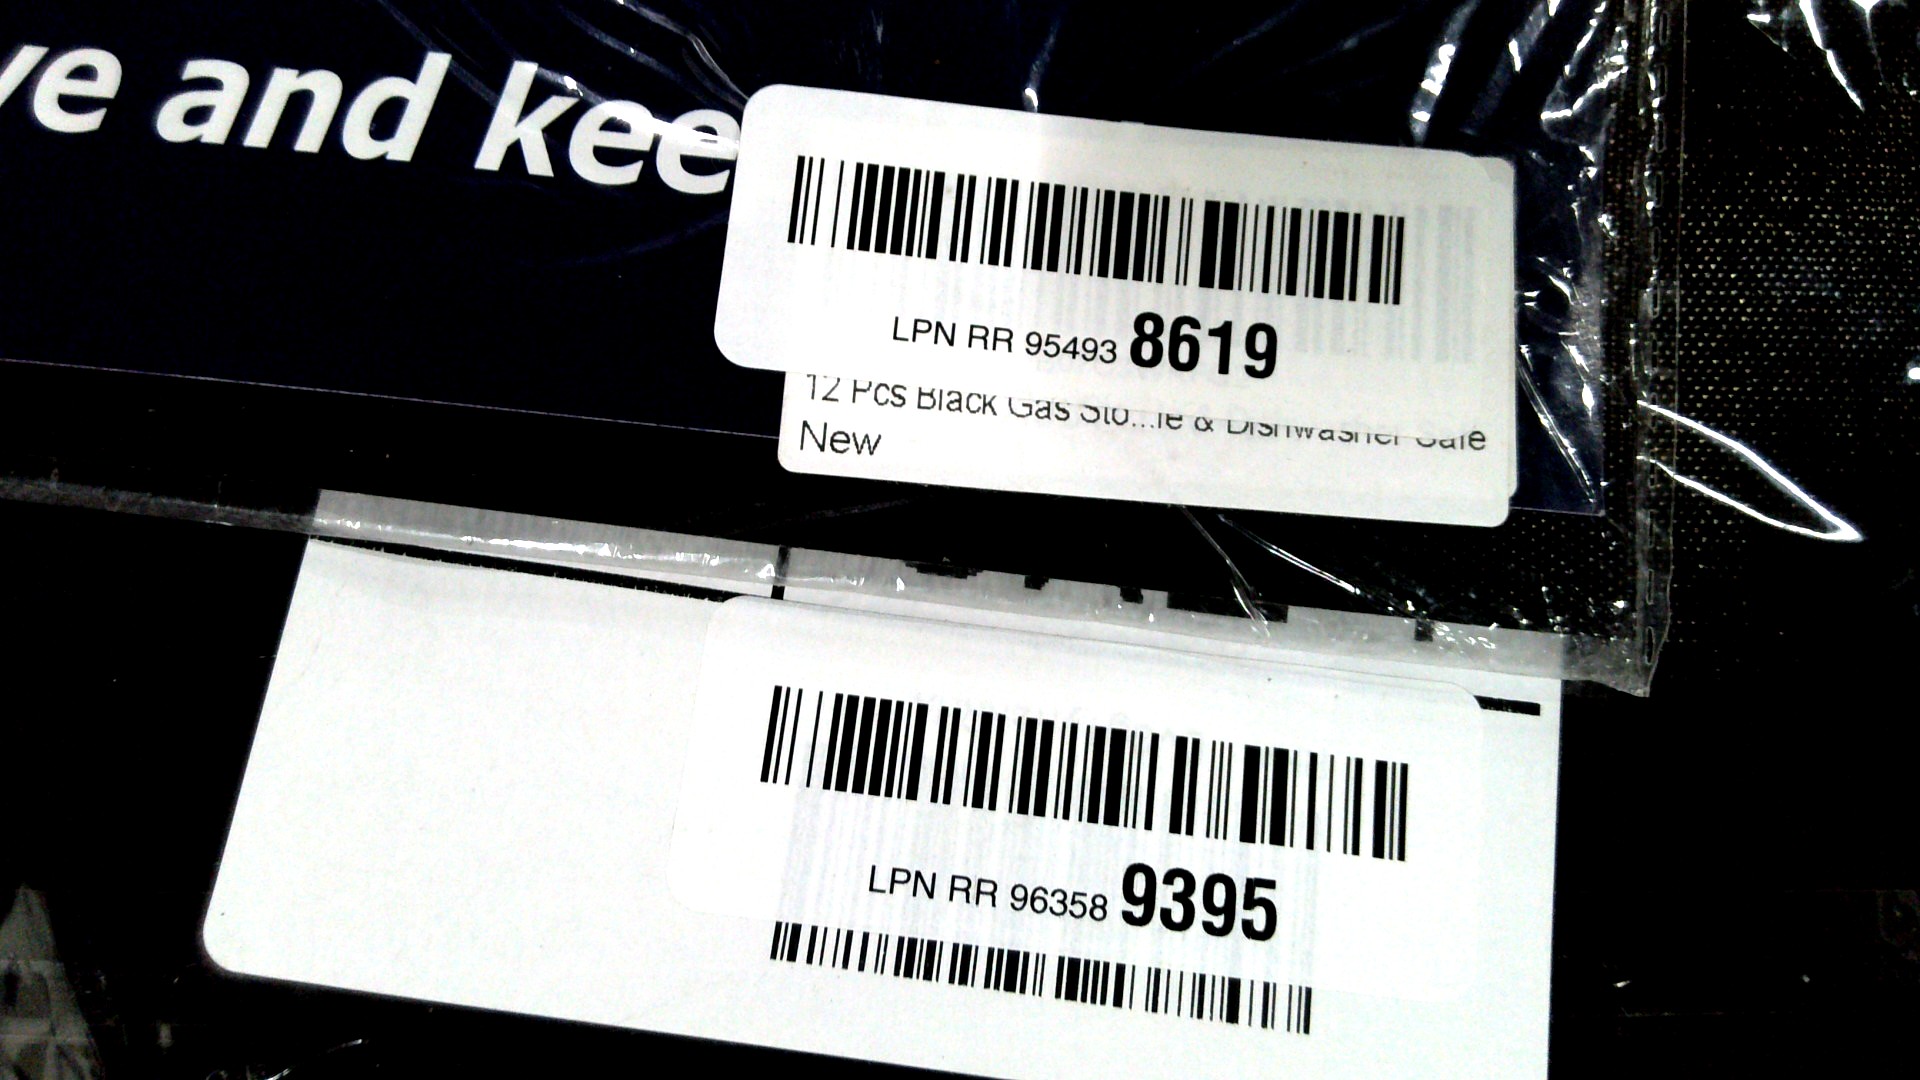 ve and kee
LPN RR 95493 8619
12 Pcs Black Gas Sto...le & Dishwasher Safe
New
LPN RR 96358 9395